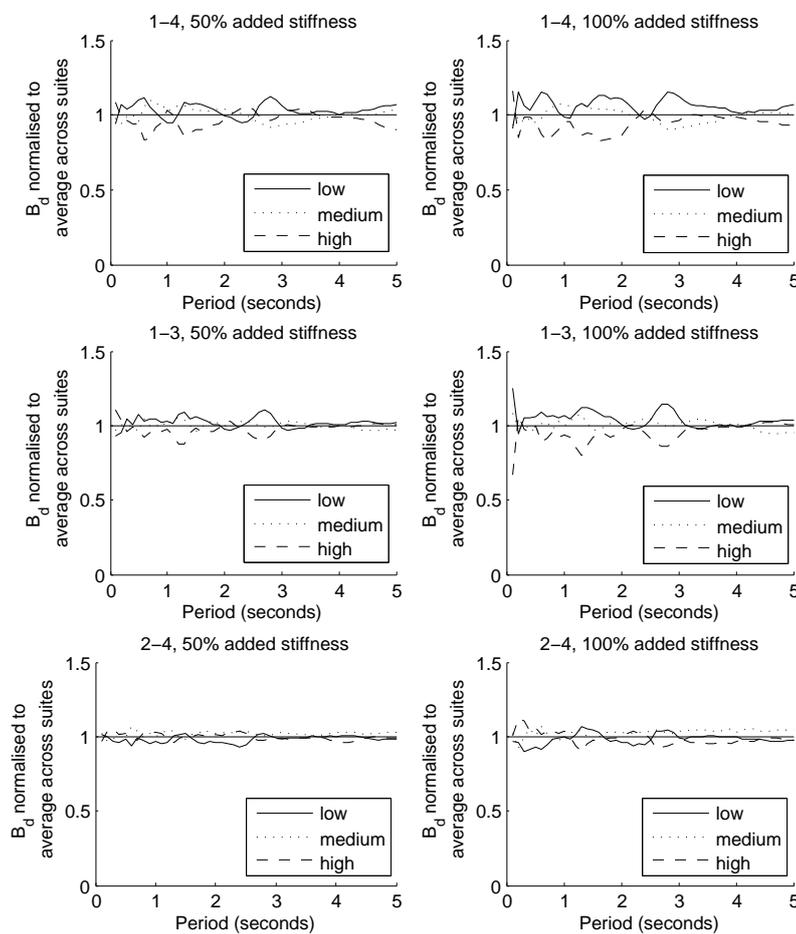 1−4, 50% added stiffness
1.5
1
0.5
0
B_d normalised to
average across suites
low
medium
high
0 1 2 3 4 5
Period (seconds)
1−4, 100% added stiffness
1.5
1
0.5
0
B_d normalised to
average across suites
low
medium
high
0 1 2 3 4 5
Period (seconds)
1−3, 50% added stiffness
1.5
1
0.5
0
B_d normalised to
average across suites
low
medium
high
0 1 2 3 4 5
Period (seconds)
1−3, 100% added stiffness
1.5
1
0.5
0
B_d normalised to
average across suites
low
medium
high
0 1 2 3 4 5
Period (seconds)
2−4, 50% added stiffness
1.5
1
0.5
0
B_d normalised to
average across suites
low
medium
high
0 1 2 3 4 5
Period (seconds)
2−4, 100% added stiffness
1.5
1
0.5
0
B_d normalised to
average across suites
low
medium
high
0 1 2 3 4 5
Period (seconds)